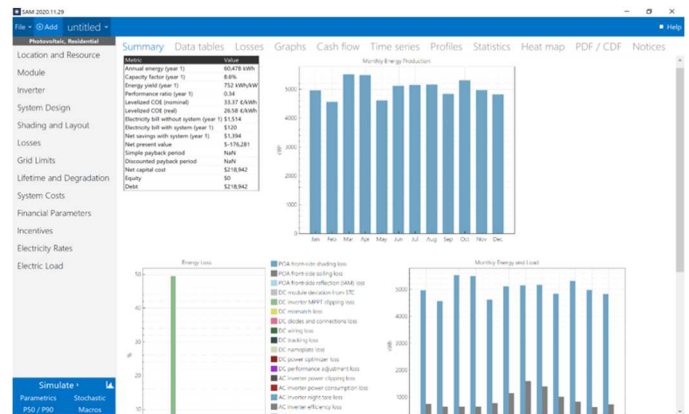 SAM 2020.11.29
File Add untitled
Help
Photovoltaic, Residential
Location and Resource
Module
Inverter
System Design
Shading and Layout
Losses
Grid Limits
Lifetime and Degradation
System Costs
Financial Parameters
Incentives
Electricity Rates
Electric Load
Simulate
Parametrics Stochastic
P50 / P90 Macros
Summary Data tables Losses Graphs Cash flow Time series Profiles Statistics Heat map PDF / CDF Notices
Metric Value
Annual energy (year 1) 60,478 kWh
Capacity factor (year 1) 8.6%
Energy yield (year 1) 752 kWh/kW
Performance ratio (year 1) 0.34
Levelized COE (nominal) 33.37 ¢/kWh
Levelized COE (real) 26.58 ¢/kWh
Electricity bill without system (year 1) $1,514
Electricity bill with system (year 1) $120
Net savings with system (year 1) $1,394
Net present value $-176,281
Simple payback period NaN
Discounted payback period NaN
Net capital cost $218,942
Equity $0
Debt $218,942
Monthly Energy Production
5000
4000
3000
2000
1000
0
kWh
Jan Feb Mar Apr May Jun Jul Aug Sep Oct Nov Dec
Energy Loss
50
40
30
20
10
%
POA front-side shading loss
POA front-side soiling loss
POA front-side reflection (IAM) loss
DC module deviation from STC
DC inverter MPPT clipping loss
DC mismatch loss
DC diodes and connections loss
DC wiring loss
DC tracking loss
DC nameplate loss
DC power optimizer loss
DC performance adjustment loss
AC inverter power clipping loss
AC inverter power consumption loss
AC inverter night tare loss
AC inverter efficiency loss
Monthly Energy and Load
5000
4000
3000
2000
1000
kWh